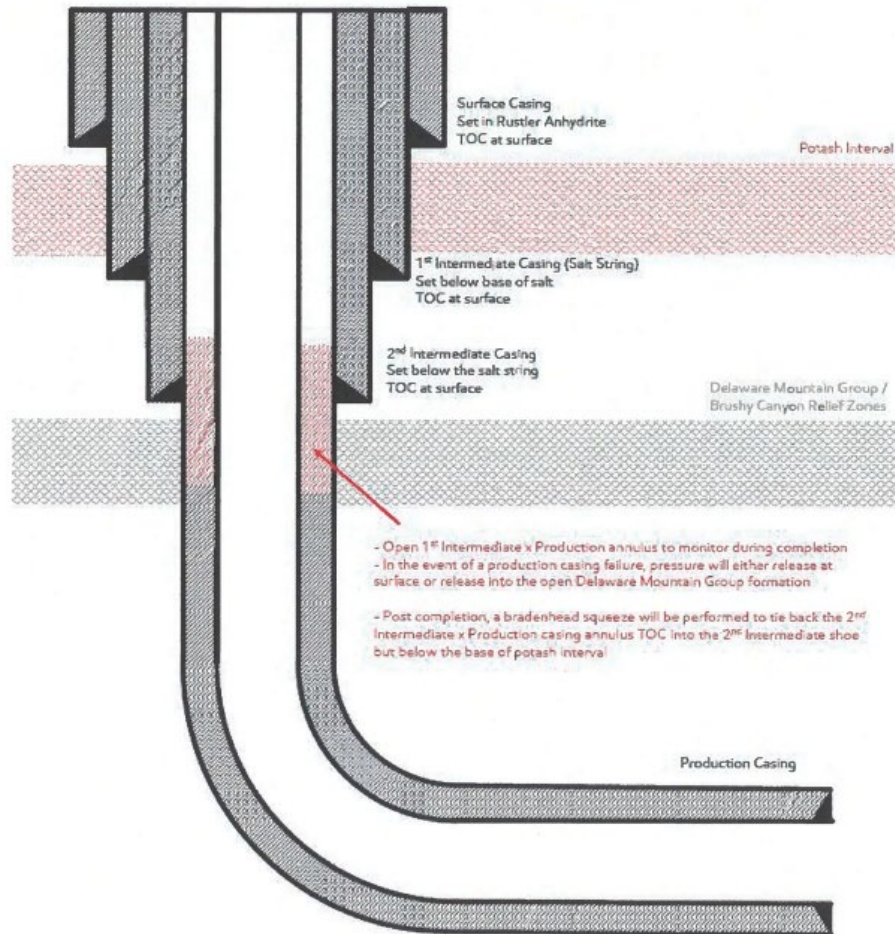 Surface Casing
Set in Rustler Anhydrite
TOC at surface
Potash Interval
1st Intermediate Casing (Salt String)
Set below base of salt
TOC at surface
2nd Intermediate Casing
Set below the salt string
TOC at surface
Delaware Mountain Group /
Brushy Canyon Relief Zones
- Open 1st Intermediate x Production annulus to monitor during completion
- In the event of a production casing failure, pressure will either release at
surface or release into the open Delaware Mountain Group formation
- Post completion, a bradenhead squeeze will be performed to tie back the 2nd
Intermediate x Production casing annulus TOC into the 2nd Intermediate shoe
but below the base of potash interval
Production Casing